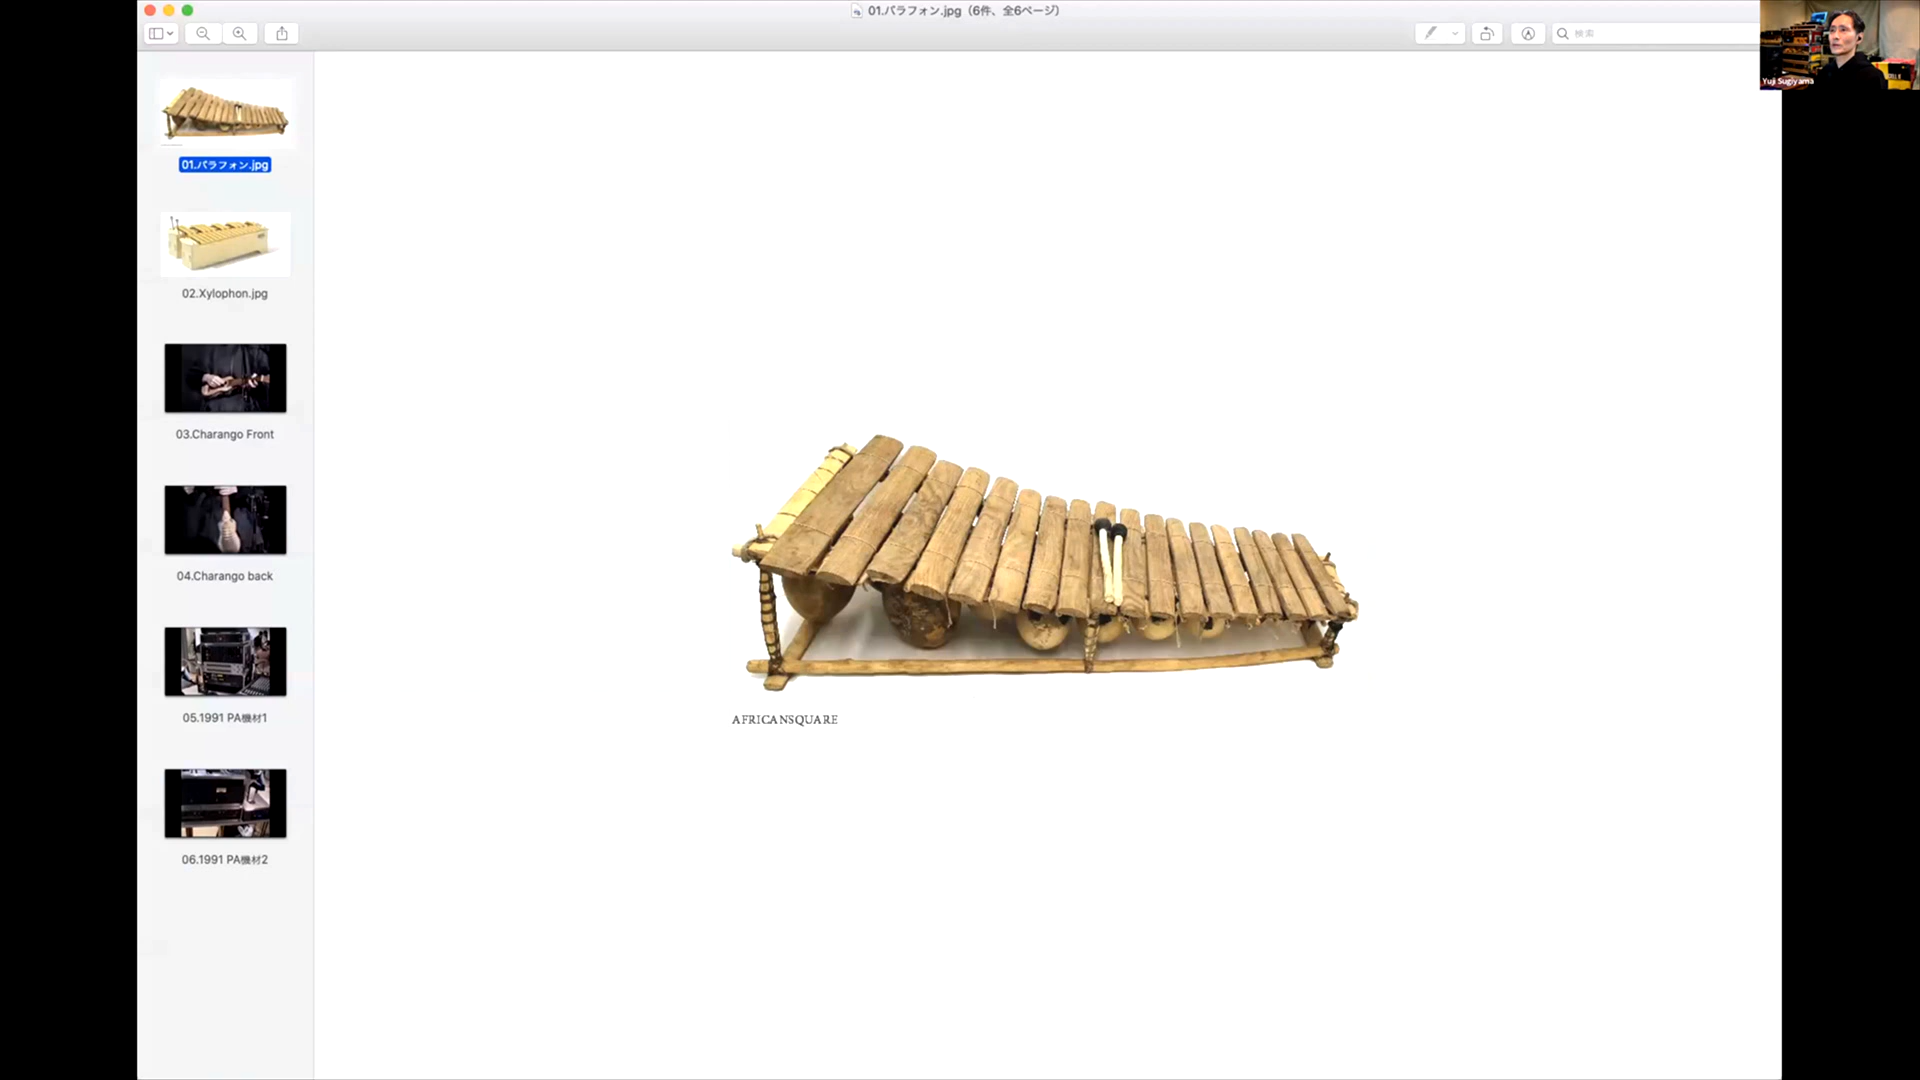 01.バラフォン.jpg（6件、全6ページ）
検索
Yuji Sugiyama
01.バラフォン.jpg
02.Xylophon.jpg
03.Charango Front
04.Charango back
05.1991 PA機材1
06.1991 PA機材2
AFRICANSQUARE